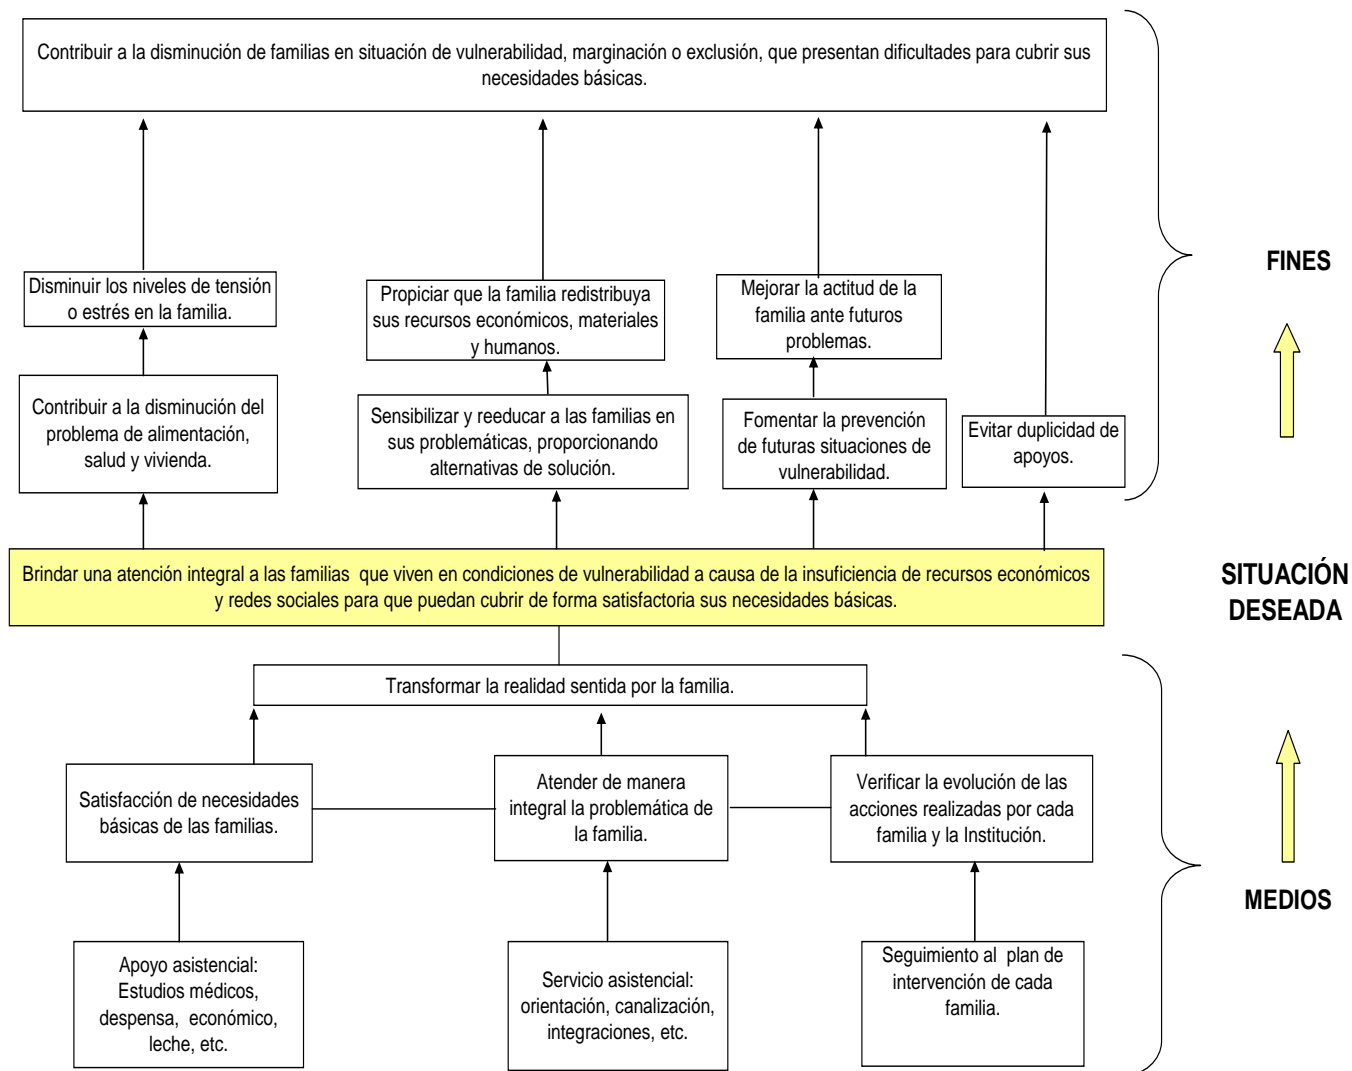 Contribuir a la disminución de familias en situación de vulnerabilidad, marginación o exclusión, que presentan dificultades para cubrir sus
necesidades básicas.
FINES
Disminuir los niveles de tensión
o estrés en la familia.
Propiciar que la familia redistribuya
sus recursos económicos, materiales
y humanos.
Mejorar la actitud de la
familia ante futuros
problemas.
Contribuir a la disminución del
problema de alimentación,
salud y vivienda.
Sensibilizar y reeducar a las familias en
sus problemáticas, proporcionando
alternativas de solución.
Fomentar la prevención
de futuras situaciones de
vulnerabilidad.
Evitar duplicidad de
apoyos.
Brindar una atención integral a las familias que viven en condiciones de vulnerabilidad a causa de la insuficiencia de recursos económicos
y redes sociales para que puedan cubrir de forma satisfactoria sus necesidades básicas.
SITUACIÓN
DESEADA
Transformar la realidad sentida por la familia.
Satisfacción de necesidades
básicas de las familias.
Atender de manera
integral la problemática de
la familia.
Verificar la evolución de las
acciones realizadas por cada
familia y la Institución.
MEDIOS
Apoyo asistencial:
Estudios médicos,
despensa, económico,
leche, etc.
Servicio asistencial:
orientación, canalización,
integraciones, etc.
Seguimiento al plan de
intervención de cada
familia.